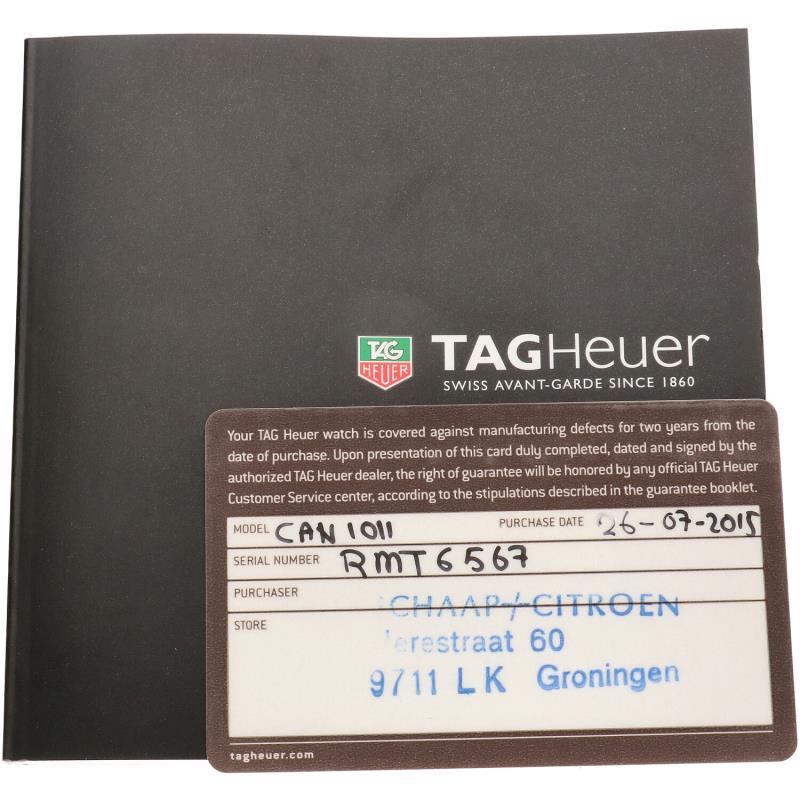 TAG
HEUER
TAGHeuer
SWISS AVANT-GARDE SINCE 1860
Your TAG Heuer watch is covered against manufacturing defects for two years from the
date of purchase. Upon presentation of this card duly completed, dated and signed by the
authorized TAG Heuer dealer, the right of guarantee will be honored by any official TAG Heuer
Customer Service center, according to the stipulations described in the guarantee booklet.
MODEL CAN 1011 PURCHASE DATE 26-07-2015
SERIAL NUMBER RMT6567
PURCHASER
STORE
CHAAP-/-CITROEN
erestraat 60
9711 LK Groningen
tagheuer.com